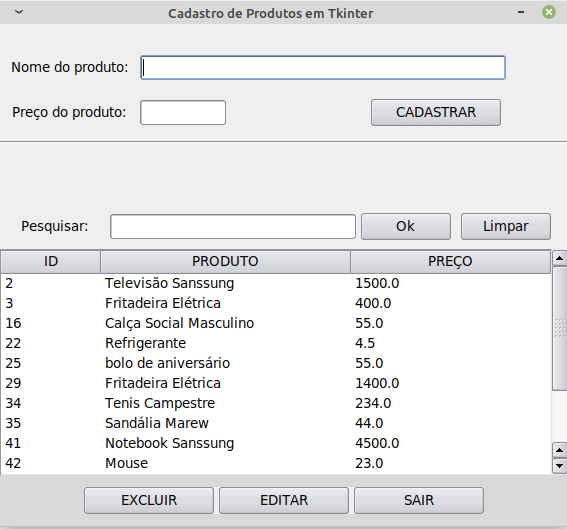 Cadastro de Produtos em Tkinter
Nome do produto:
Preço do produto: CADASTRAR
Pesquisar: Ok Limpar
ID PRODUTO PREÇO
2 Televisão Sanssung 1500.0
3 Fritadeira Elétrica 400.0
16 Calça Social Masculino 55.0
22 Refrigerante 4.5
25 bolo de aniversário 55.0
29 Fritadeira Elétrica 1400.0
34 Tenis Campestre 234.0
35 Sandália Marew 44.0
41 Notebook Sanssung 4500.0
42 Mouse 23.0
EXCLUIR EDITAR SAIR